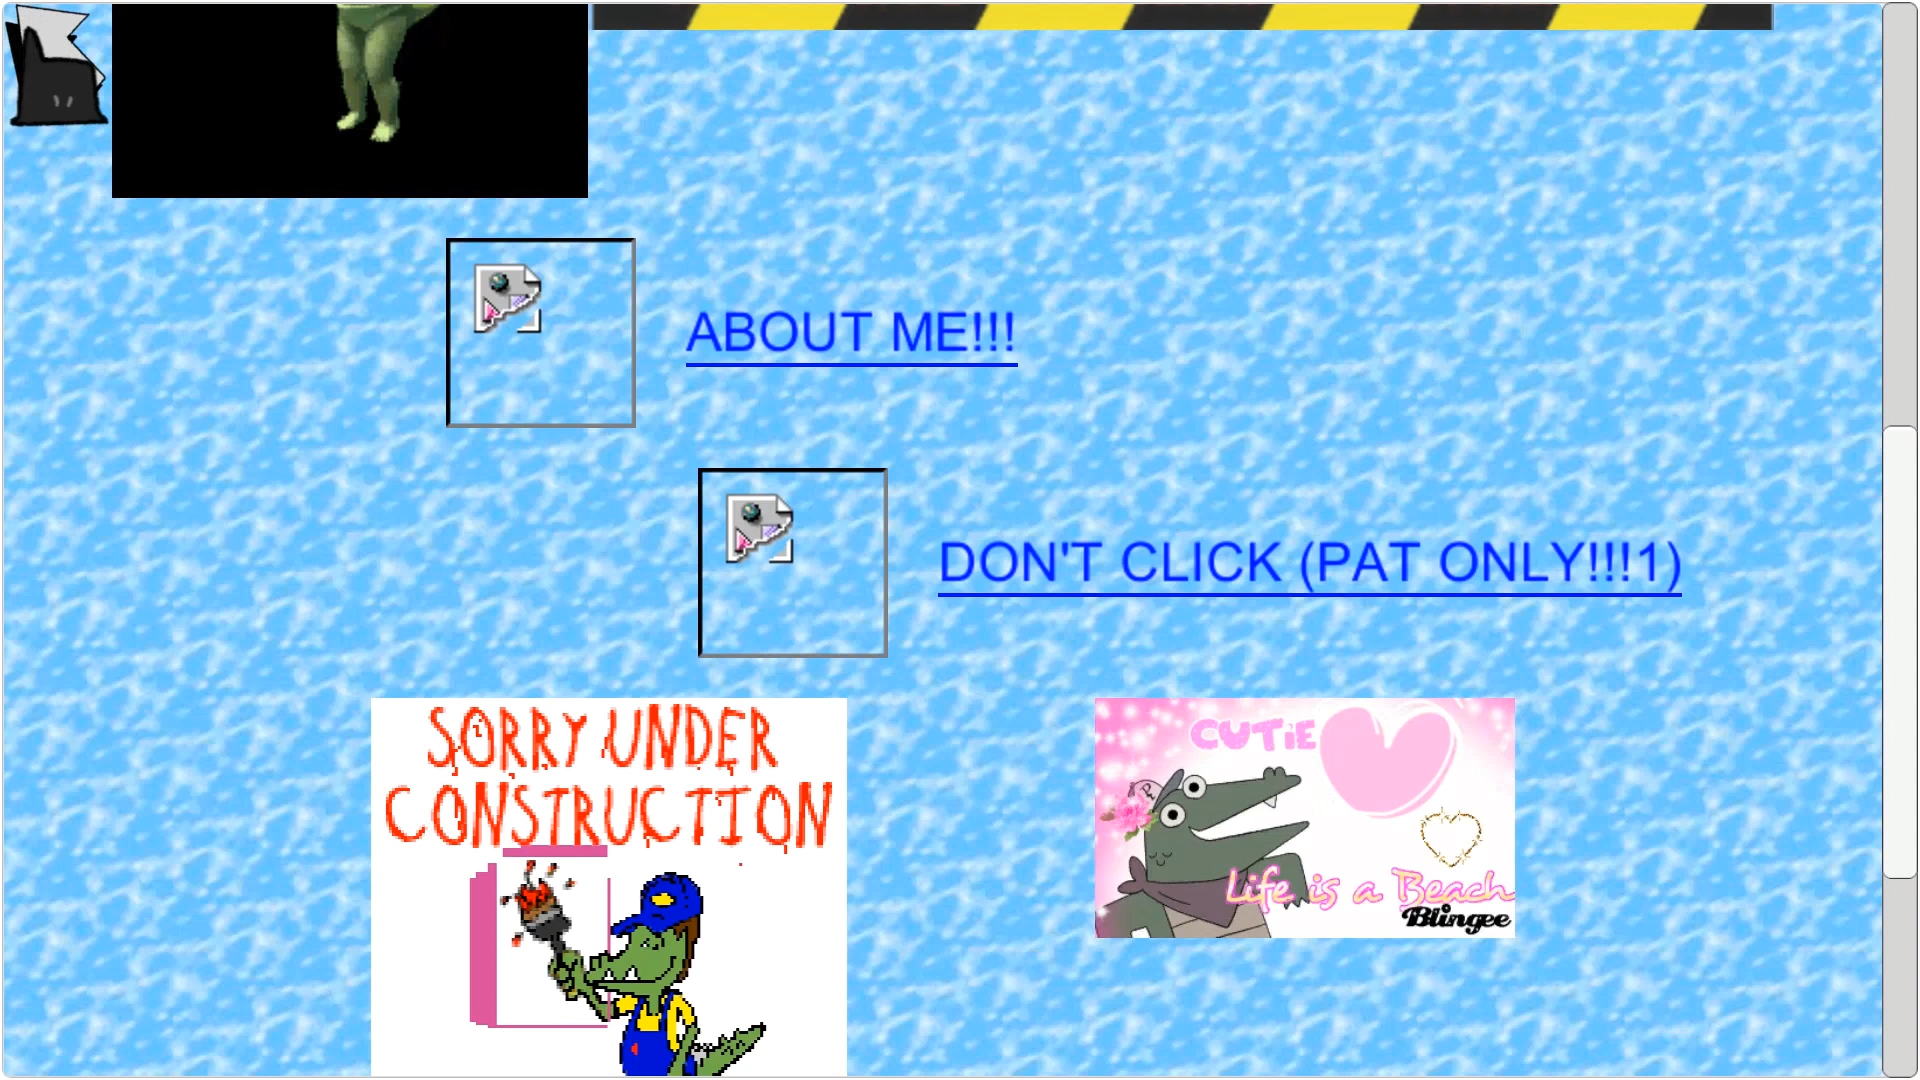 ABOUT ME!!!
DON'T CLICK (PAT ONLY!!!1)
SORRY UNDER
CONSTRUCTION
CUTiE
Life is a Beach
Blingee